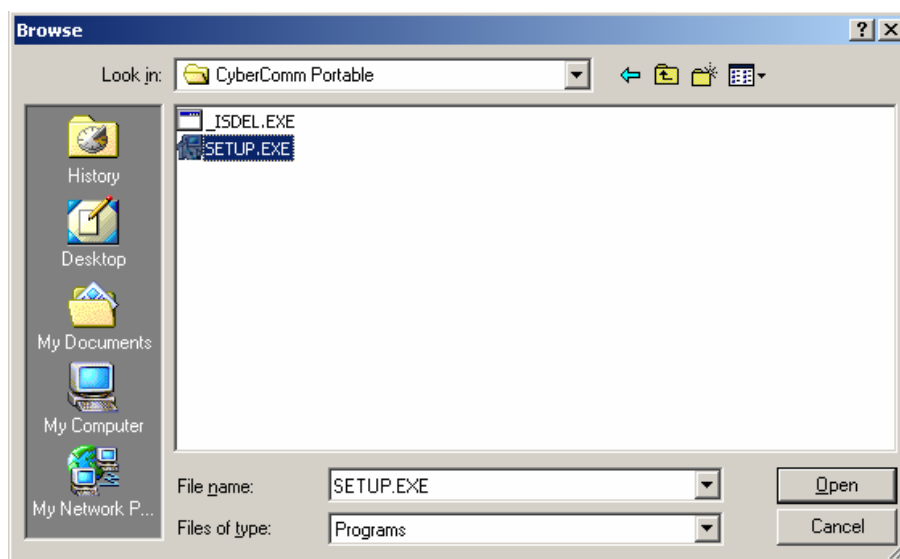 Browse
Look in: CyberComm Portable
_ISDEL.EXE
SETUP.EXE
History
Desktop
My Documents
My Computer
My Network P...
File name: SETUP.EXE Open
Files of type: Programs Cancel